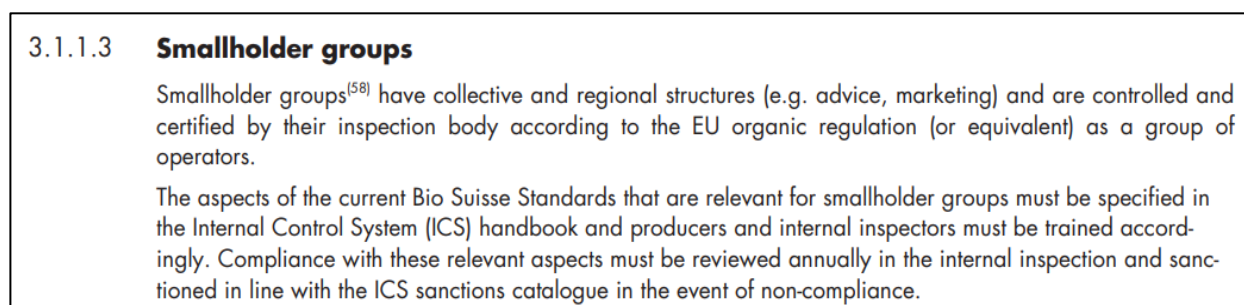 3.1.1.3 Smallholder groups
Smallholder groups(58) have collective and regional structures (e.g. advice, marketing) and are controlled and
certified by their inspection body according to the EU organic regulation (or equivalent) as a group of
operators.
The aspects of the current Bio Suisse Standards that are relevant for smallholder groups must be specified in
the Internal Control System (ICS) handbook and producers and internal inspectors must be trained accord-
ingly. Compliance with these relevant aspects must be reviewed annually in the internal inspection and sanc-
tioned in line with the ICS sanctions catalogue in the event of non-compliance.